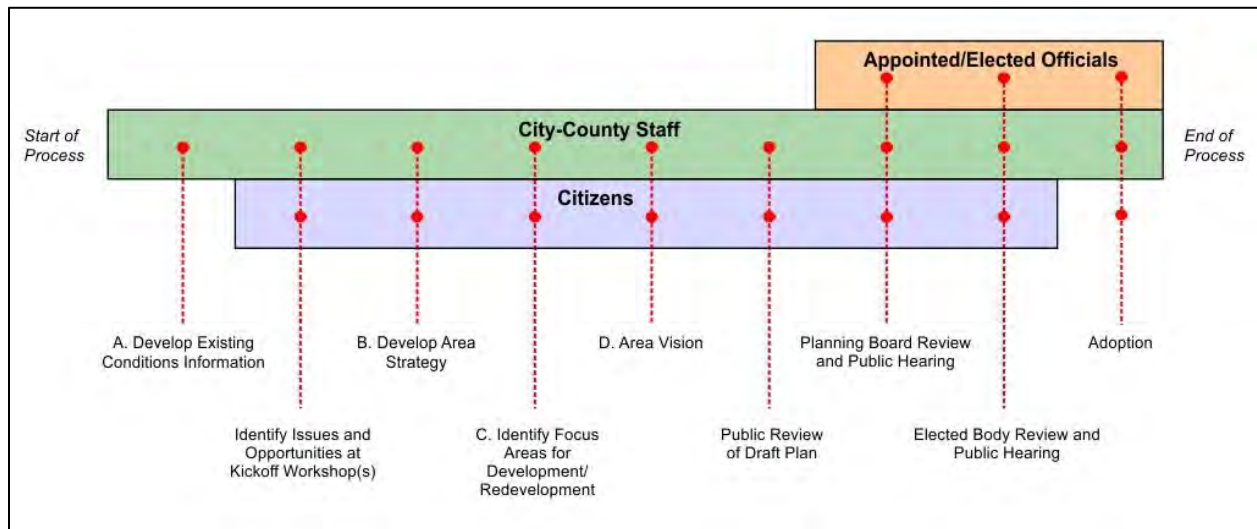 Appointed/Elected Officials
Start of
Process
City-County Staff
End of
Process
Citizens
A. Develop Existing
Conditions Information
B. Develop Area
Strategy
D. Area Vision
Planning Board Review
and Public Hearing
Adoption
Identify Issues and
Opportunities at
Kickoff Workshop(s)
C. Identify Focus
Areas for
Development/
Redevelopment
Public Review
of Draft Plan
Elected Body Review and
Public Hearing